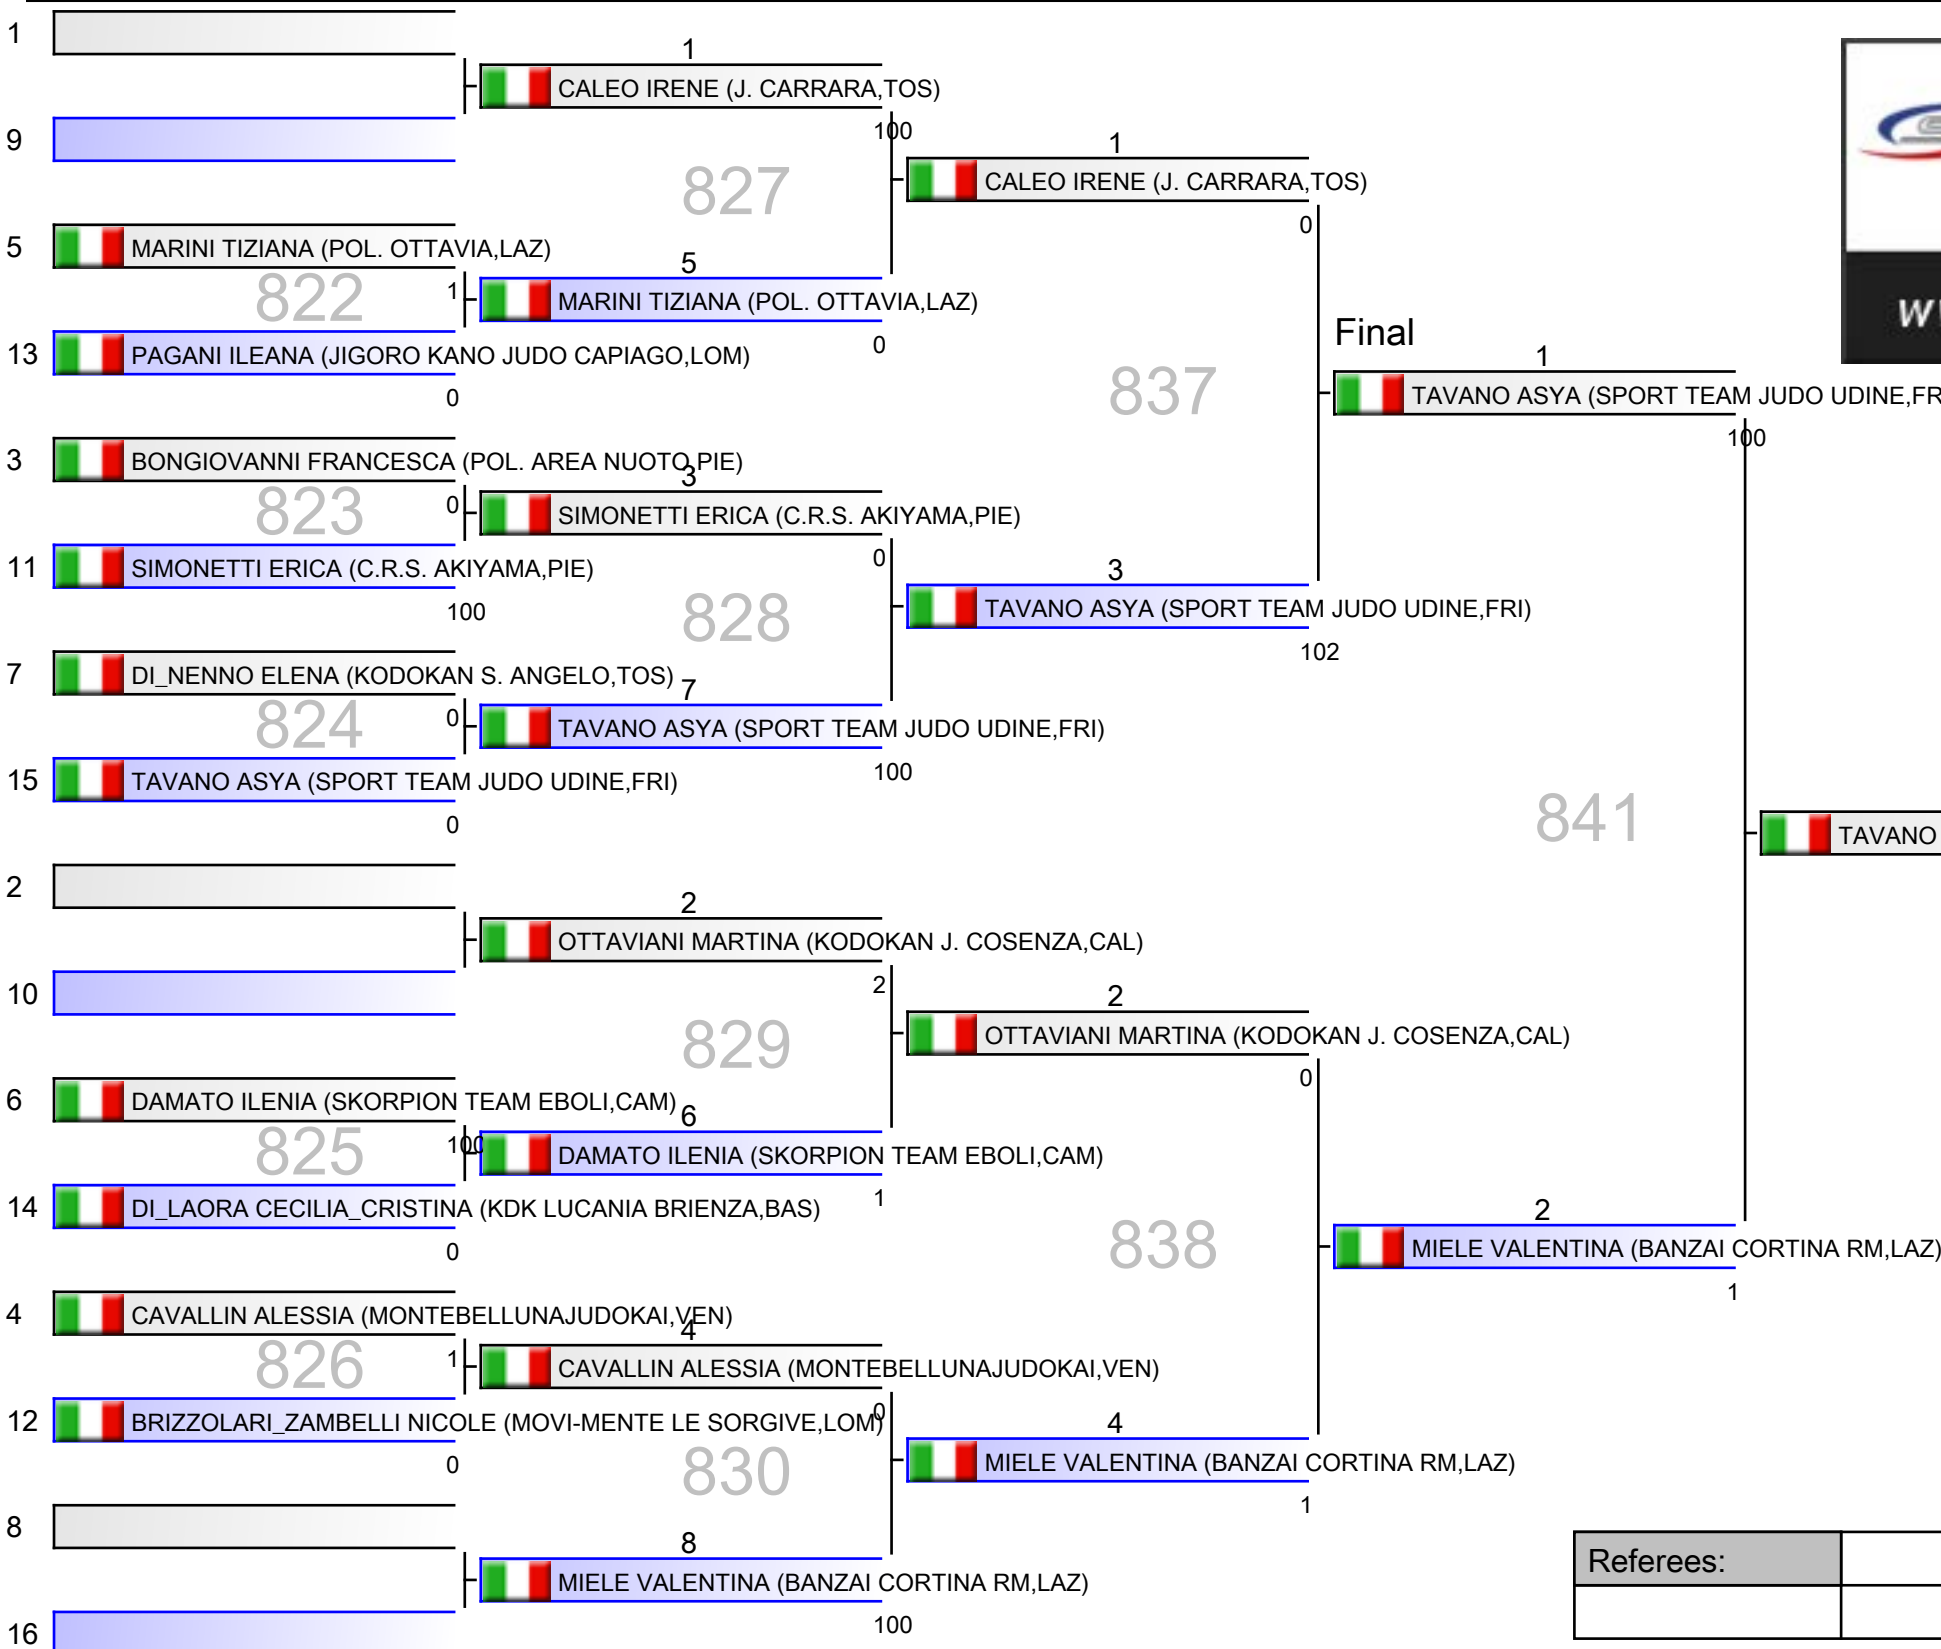 1
1
CALEO IRENE (J. CARRARA,TOS)
100
9
827
1
CALEO IRENE (J. CARRARA,TOS)
0
5
MARINI TIZIANA (POL. OTTAVIA,LAZ)
822
1
5
MARINI TIZIANA (POL. OTTAVIA,LAZ)
0
13
PAGANI ILEANA (JIGORO KANO JUDO CAPIAGO,LOM)
0
837
Final
1
TAVANO ASYA (SPORT TEAM JUDO UDINE,FR
100
3
BONGIOVANNI FRANCESCA (POL. AREA NUOTO,PIE)
823
0
3
SIMONETTI ERICA (C.R.S. AKIYAMA,PIE)
0
11
SIMONETTI ERICA (C.R.S. AKIYAMA,PIE)
100
828
3
TAVANO ASYA (SPORT TEAM JUDO UDINE,FRI)
102
7
DI_NENNO ELENA (KODOKAN S. ANGELO,TOS)
824
0
7
TAVANO ASYA (SPORT TEAM JUDO UDINE,FRI)
100
15
TAVANO ASYA (SPORT TEAM JUDO UDINE,FRI)
0
841
TAVANO
2
2
OTTAVIANI MARTINA (KODOKAN J. COSENZA,CAL)
2
10
829
2
OTTAVIANI MARTINA (KODOKAN J. COSENZA,CAL)
0
6
DAMATO ILENIA (SKORPION TEAM EBOLI,CAM)
825
100
6
DAMATO ILENIA (SKORPION TEAM EBOLI,CAM)
1
14
DI_LAORA CECILIA_CRISTINA (KDK LUCANIA BRIENZA,BAS)
0
838
2
MIELE VALENTINA (BANZAI CORTINA RM,LAZ)
1
4
CAVALLIN ALESSIA (MONTEBELLUNAJUDOKAI,VEN)
826
1
4
CAVALLIN ALESSIA (MONTEBELLUNAJUDOKAI,VEN)
0
12
BRIZZOLARI_ZAMBELLI NICOLE (MOVI-MENTE LE SORGIVE,LOM)
0
830
4
MIELE VALENTINA (BANZAI CORTINA RM,LAZ)
1
8
8
MIELE VALENTINA (BANZAI CORTINA RM,LAZ)
100
16
Referees: